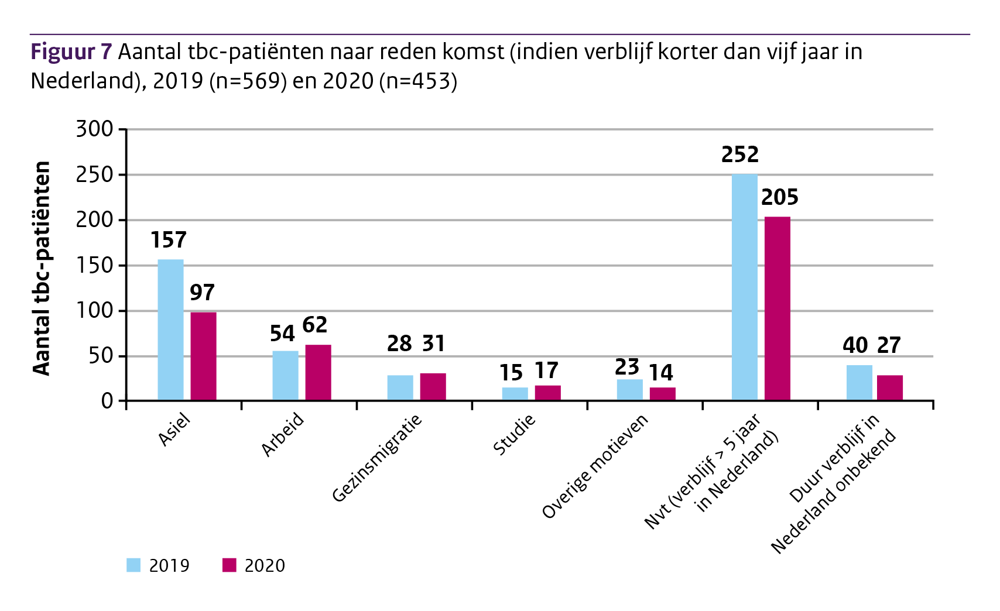 Figuur 7 Aantal tbc-patiënten naar reden komst (indien verblijf korter dan vijf jaar in
Nederland), 2019 (n=569) en 2020 (n=453)
Aantal tbc-patiënten
300
250
200
150
100
50
0
157
97
54
62
28
31
15
17
23
14
252
205
40
27
Asiel
Arbeid
Gezinsmigratie
Studie
Overige motieven
Nvt (verblijf > 5 jaar
in Nederland)
Duur verblijf in
Nederland onbekend
2019
2020